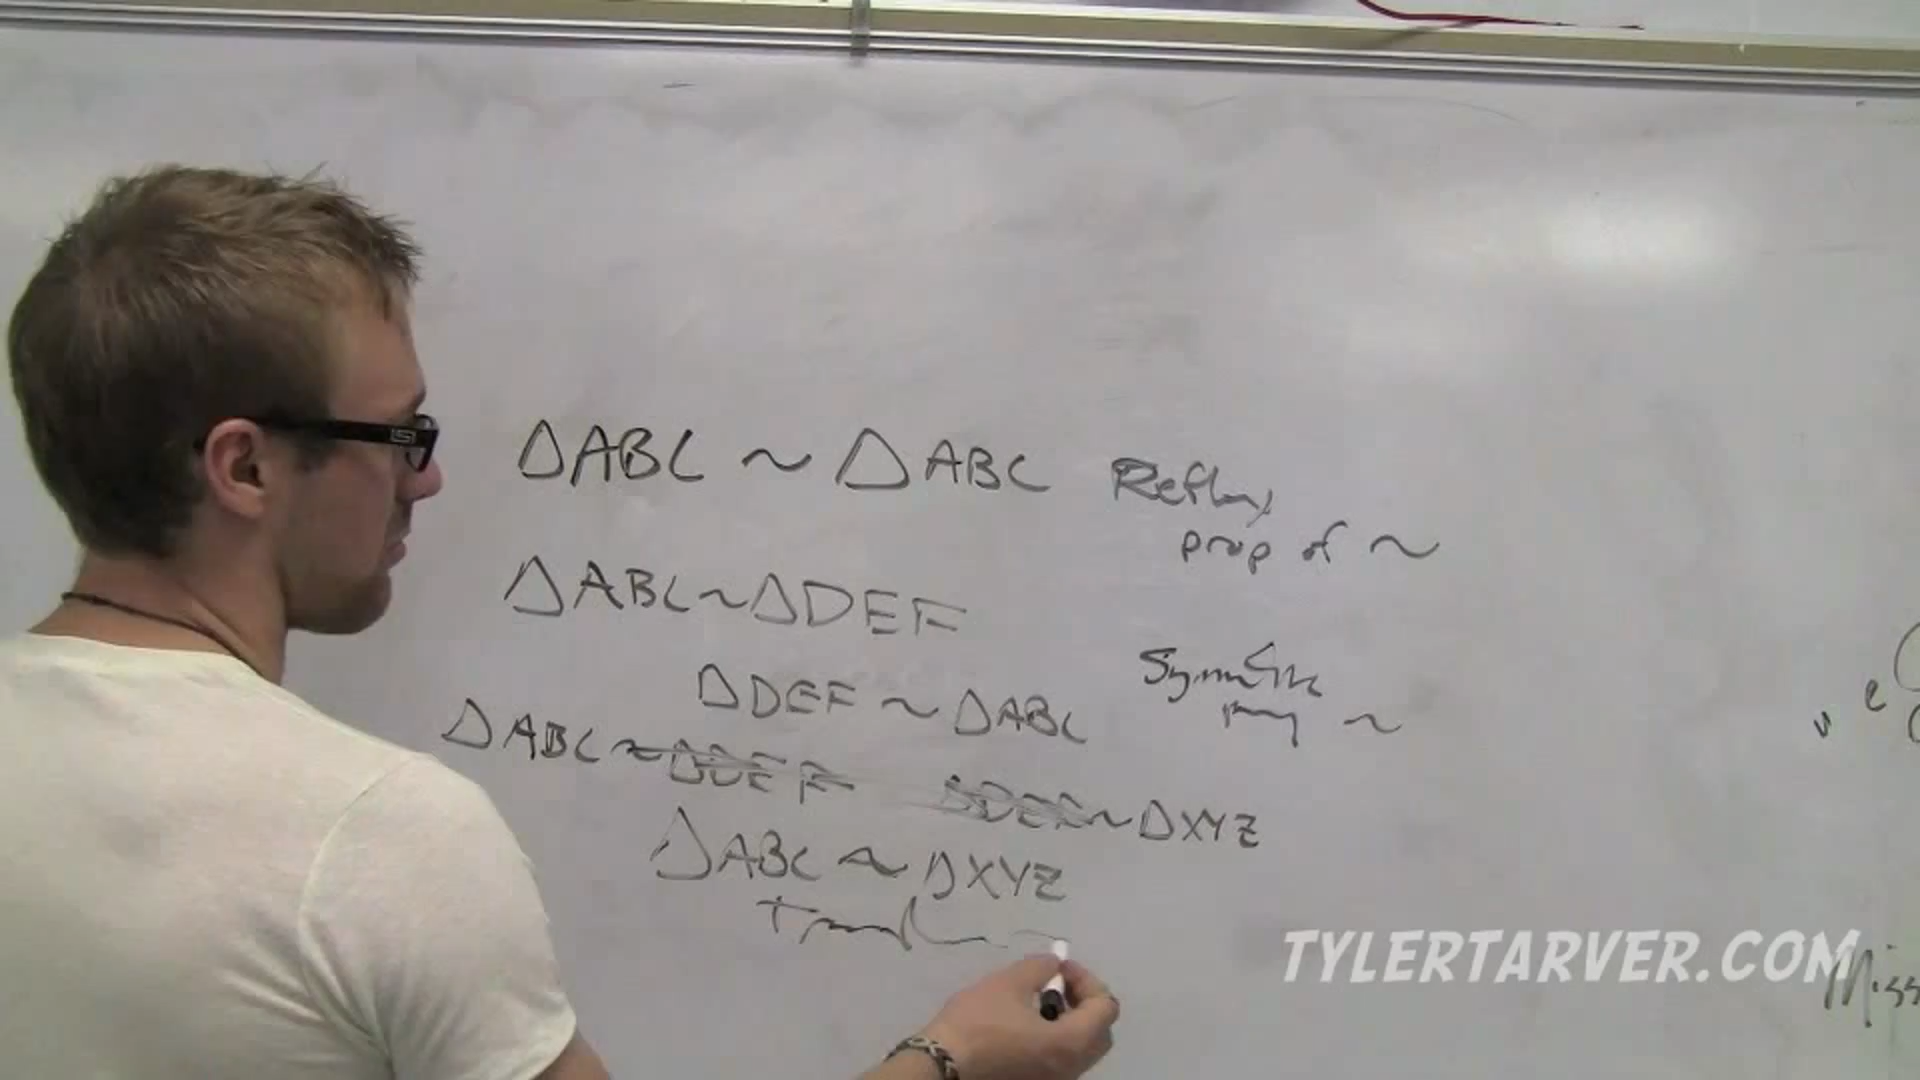 △ABC ~ △ABC Reflex
prop of ~
△ABC ~ △DEF
△DEF ~ △ABC Symmetric
prop ~
△ABC ~ △DEF △DEF ~ △XYZ
△ABC ~ △XYZ
TYLERTARVER.COM
Miss